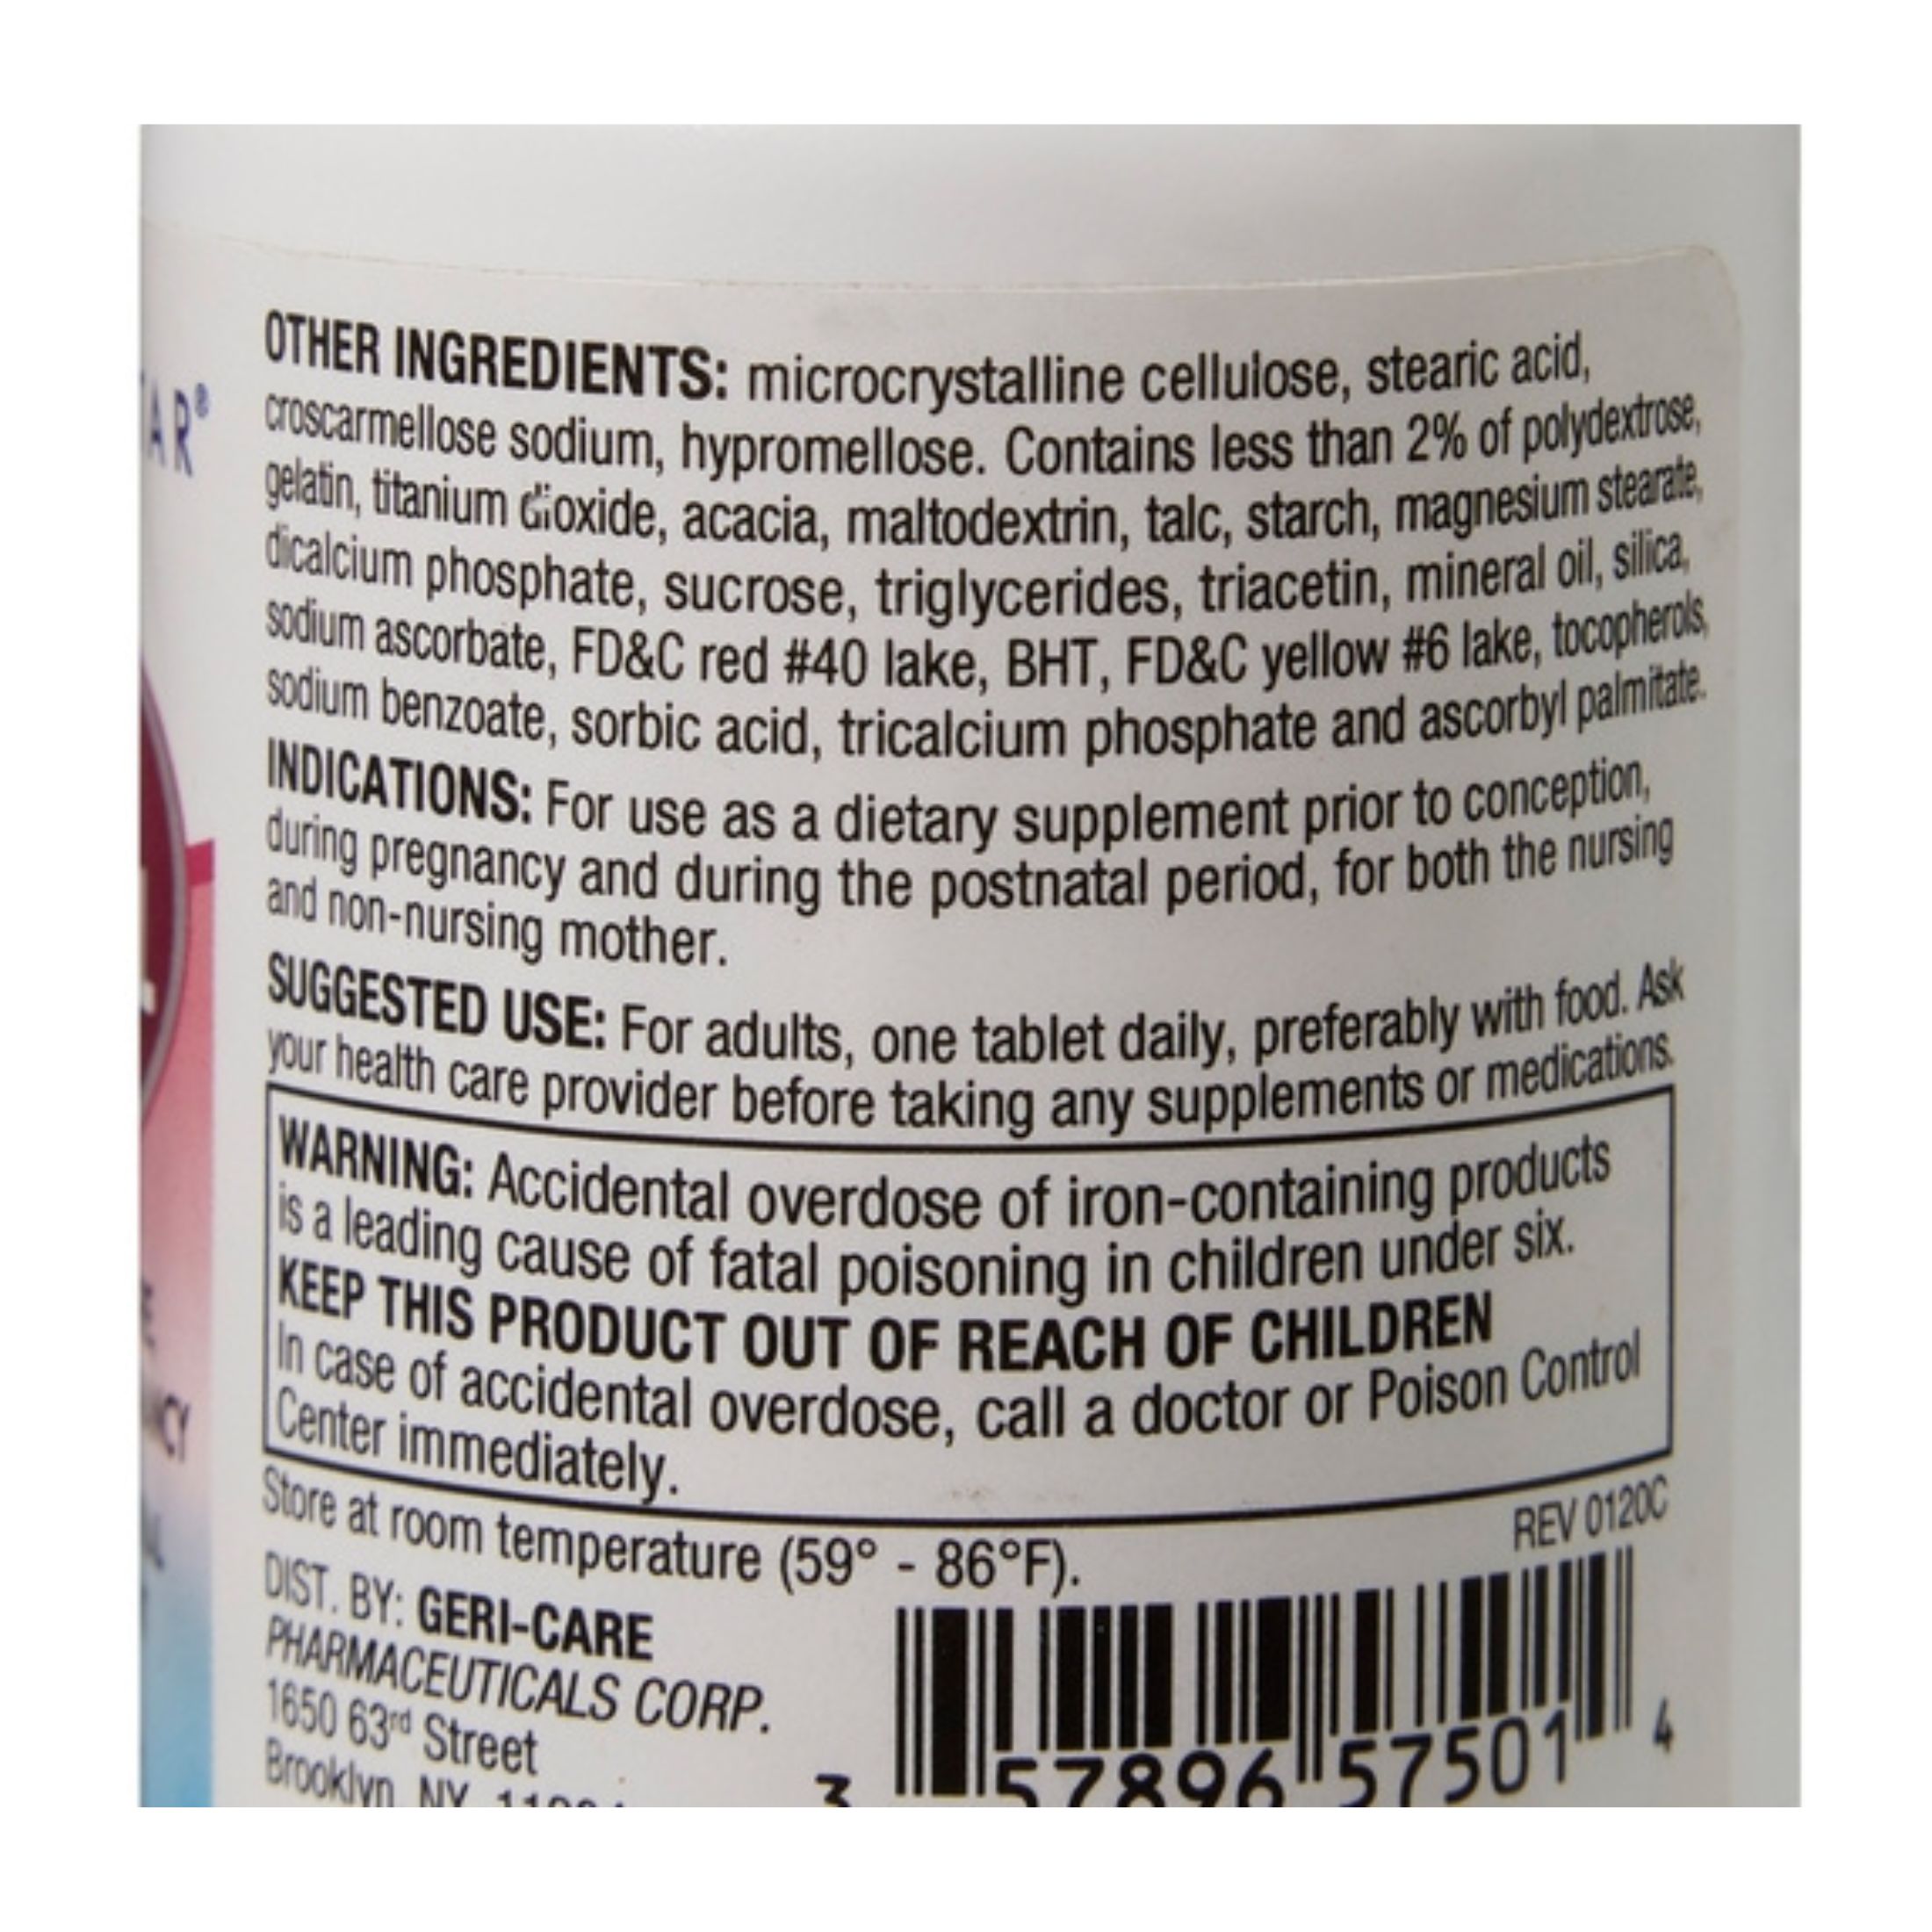 OTHER INGREDIENTS: microcrystalline cellulose, stearic acid,
croscarmellose sodium, hypromellose. Contains less than 2% of polydextrose,
gelatin, titanium dioxide, acacia, maltodextrin, talc, starch, magnesium stearate,
dicalcium phosphate, sucrose, triglycerides, triacetin, mineral oil, silica,
sodium ascorbate, FD&C red #40 lake, BHT, FD&C yellow #6 lake, tocopherols,
sodium benzoate, sorbic acid, tricalcium phosphate and ascorbyl palmitate.
INDICATIONS: For use as a dietary supplement prior to conception,
during pregnancy and during the postnatal period, for both the nursing
and non-nursing mother.
SUGGESTED USE: For adults, one tablet daily, preferably with food. Ask
your health care provider before taking any supplements or medications.
WARNING: Accidental overdose of iron-containing products
is a leading cause of fatal poisoning in children under six.
KEEP THIS PRODUCT OUT OF REACH OF CHILDREN
In case of accidental overdose, call a doctor or Poison Control
Center immediately.
Store at room temperature (59° - 86°F).
REV 0120C
DIST. BY: GERI-CARE
PHARMACEUTICALS CORP.
1650 63rd Street
Brooklyn, NY
3 57896 57501 4